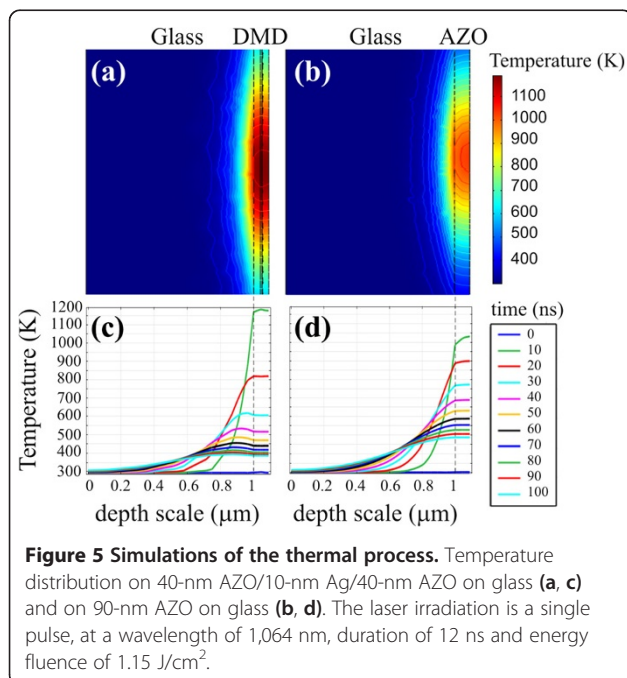 Glass DMD
Glass AZO
Temperature (K)
(a)
(b)
1100
1000
900
800
700
600
500
400
1200
1100
1000
900
800
700
600
500
400
300
Temperature (K)
(c)
(d)
time (ns)
0
10
20
30
40
50
60
70
80
90
100
0 0.2 0.4 0.6 0.8 1
0 0.2 0.4 0.6 0.8 1
depth scale (µm)
depth scale (µm)
Figure 5 Simulations of the thermal process. Temperature
distribution on 40-nm AZO/10-nm Ag/40-nm AZO on glass (a, c)
and on 90-nm AZO on glass (b, d). The laser irradiation is a single
pulse, at a wavelength of 1,064 nm, duration of 12 ns and energy
fluence of 1.15 J/cm².